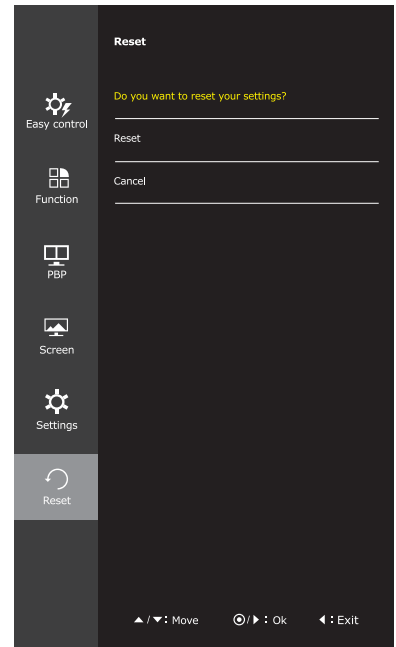 Reset
Do you want to reset your settings?
Reset
Cancel
Easy control
Function
PBP
Screen
Settings
Reset
▲/▼: Move ◉/▶: Ok ◀: Exit